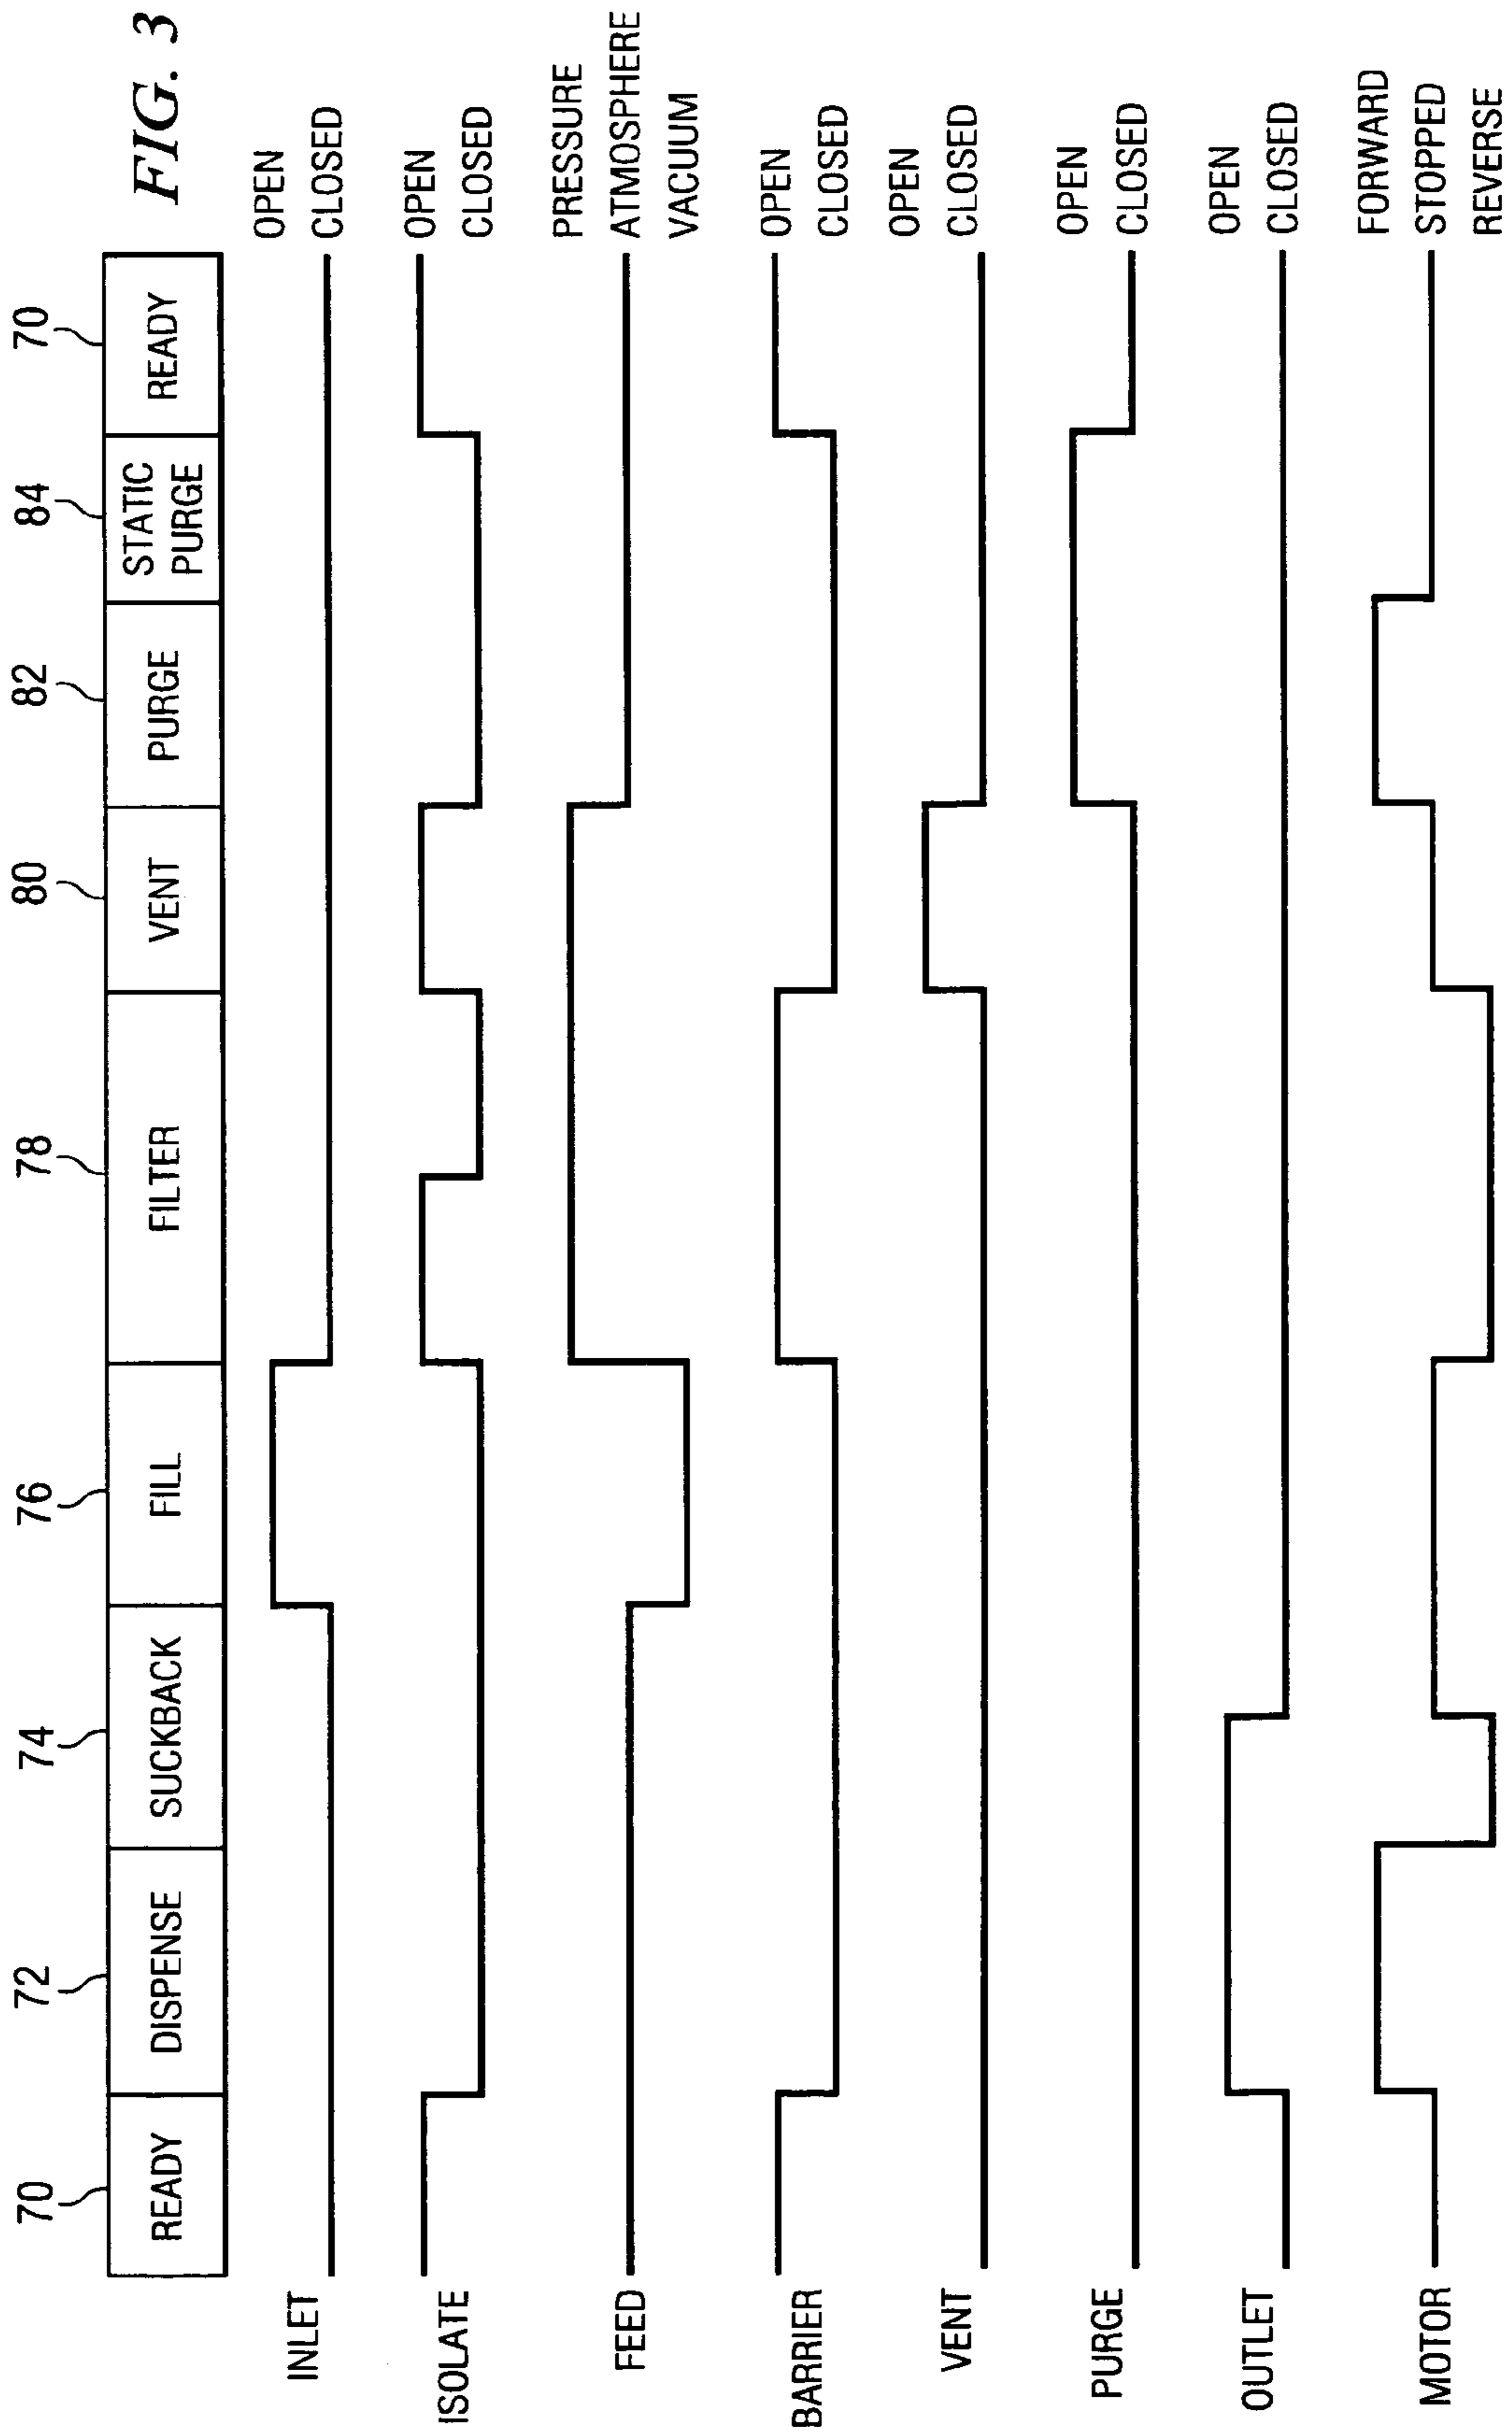 FIG. 3
70 72 74 76 78 80 82 84 70
READY DISPENSE SUCKBACK FILL FILTER VENT PURGE STATIC PURGE READY
INLET
OPEN
CLOSED
ISOLATE
OPEN
CLOSED
FEED
PRESSURE
ATMOSPHERE
VACUUM
BARRIER
OPEN
CLOSED
VENT
OPEN
CLOSED
PURGE
OPEN
CLOSED
OUTLET
OPEN
CLOSED
MOTOR
FORWARD
STOPPED
REVERSE